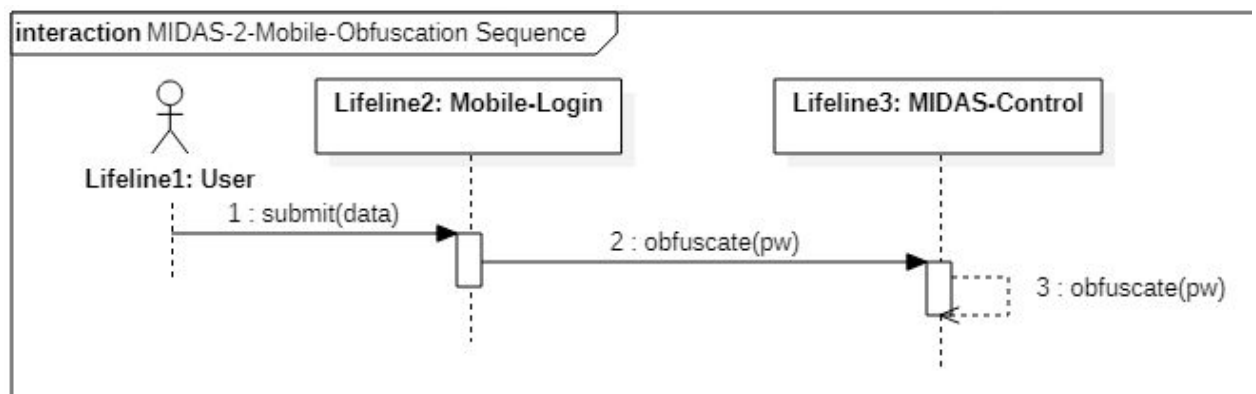 interaction MIDAS-2-Mobile-Obfuscation Sequence
Lifeline2: Mobile-Login
Lifeline3: MIDAS-Control
Lifeline1: User
1 : submit(data)
2 : obfuscate(pw)
3 : obfuscate(pw)